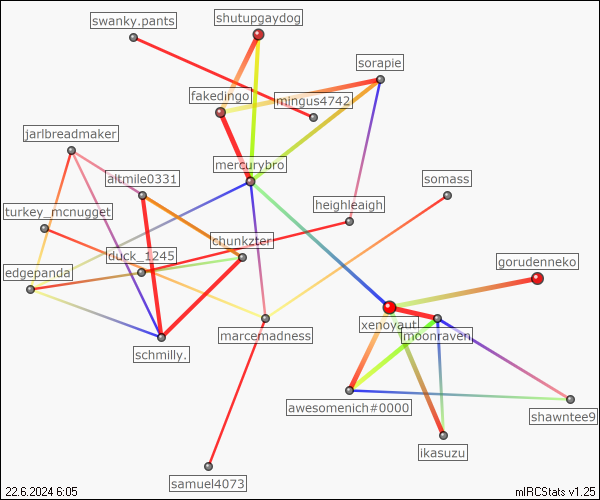 swanky.pants
shutupgaydog
sorapie
fakedingo
mingus4742
jarlbreadmaker
mercurybro
altmile0331
somass
heighleaigh
turkey_mcnugget
chunkzter
duck_1245
gorudenneko
edgepanda
xenoyaut
moonraven
marcemadness
schmilly.
awesomenich#0000
shawntee9
ikasuzu
samuel4073
22.6.2024 6:05
mIRCStats v1.25